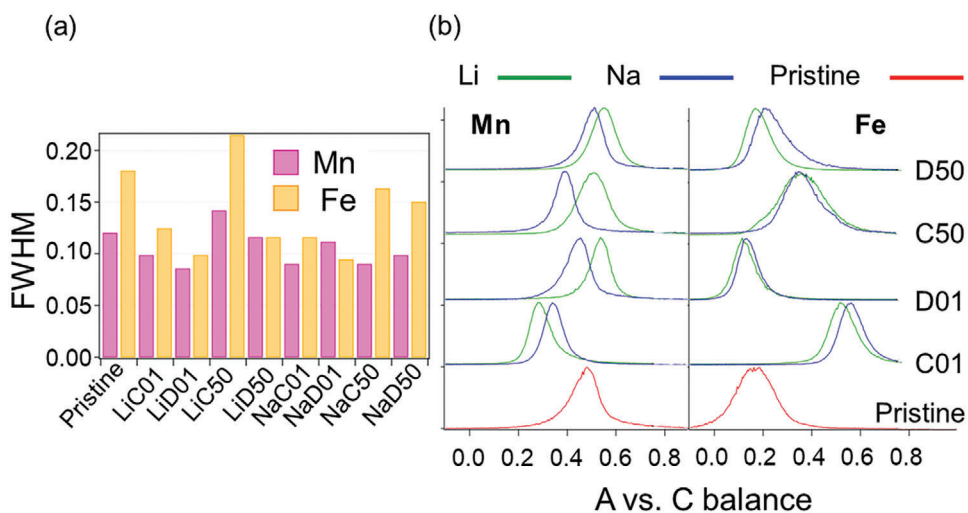 (a)
FWHM
0.20
0.15
0.10
0.05
0.00
Mn
Fe
Pristine
LiC01
LiD01
LiC50
LiD50
NaC01
NaD01
NaC50
NaD50
(b)
Li Na Pristine
Mn Fe
D50
C50
D01
C01
Pristine
0.0 0.2 0.4 0.6 0.8 0.0 0.2 0.4 0.6 0.8
A vs. C balance